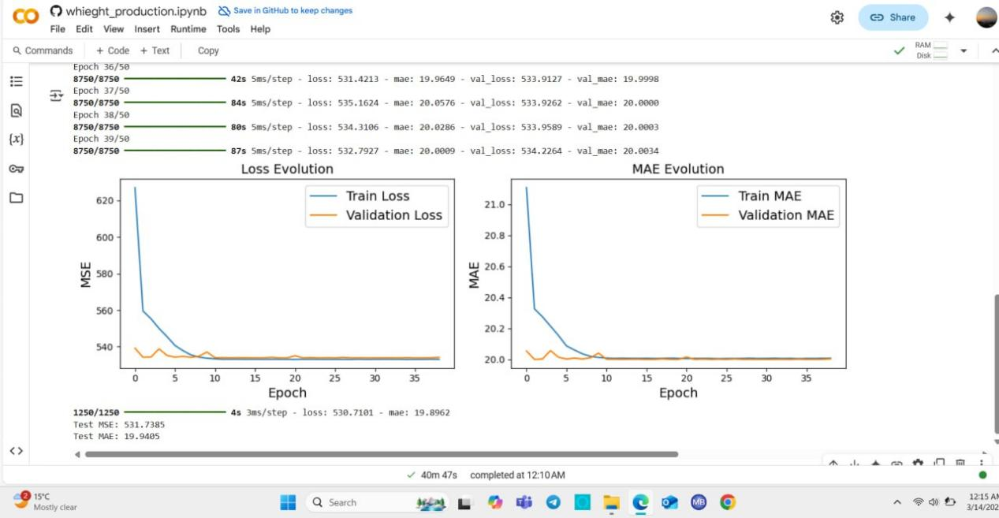 whieght_production.ipynb
Save in GitHub to keep changes
Share
File Edit View Insert Runtime Tools Help
Commands + Code + Text Copy
RAM
Disk
Epoch 36/50
8750/8750 42s 5ms/step - loss: 531.4213 - mae: 19.9649 - val_loss: 533.9127 - val_mae: 19.9998
Epoch 37/50
8750/8750 84s 5ms/step - loss: 535.1624 - mae: 20.0576 - val_loss: 533.9262 - val_mae: 20.0000
Epoch 38/50
8750/8750 80s 5ms/step - loss: 534.3106 - mae: 20.0286 - val_loss: 533.9589 - val_mae: 20.0003
Epoch 39/50
8750/8750 87s 5ms/step - loss: 532.7927 - mae: 20.0009 - val_loss: 534.2264 - val_mae: 20.0034
{x}
Loss Evolution
Train Loss
Validation Loss
MSE
620
600
580
560
540
0 5 10 15 20 25 30 35
Epoch
MAE Evolution
Train MAE
Validation MAE
MAE
21.0
20.8
20.6
20.4
20.2
20.0
0 5 10 15 20 25 30 35
Epoch
1250/1250 4s 3ms/step - loss: 530.7101 - mae: 19.8962
Test MSE: 531.7385
Test MAE: 19.9405
40m 47s completed at 12:10 AM
2
15°C
Mostly clear
Search
MB
12:15 AM
3/14/202